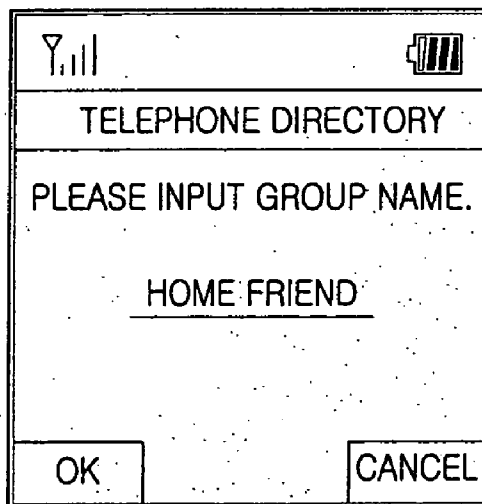 TELEPHONE DIRECTORY
PLEASE INPUT GROUP NAME.
HOME FRIEND
OK CANCEL